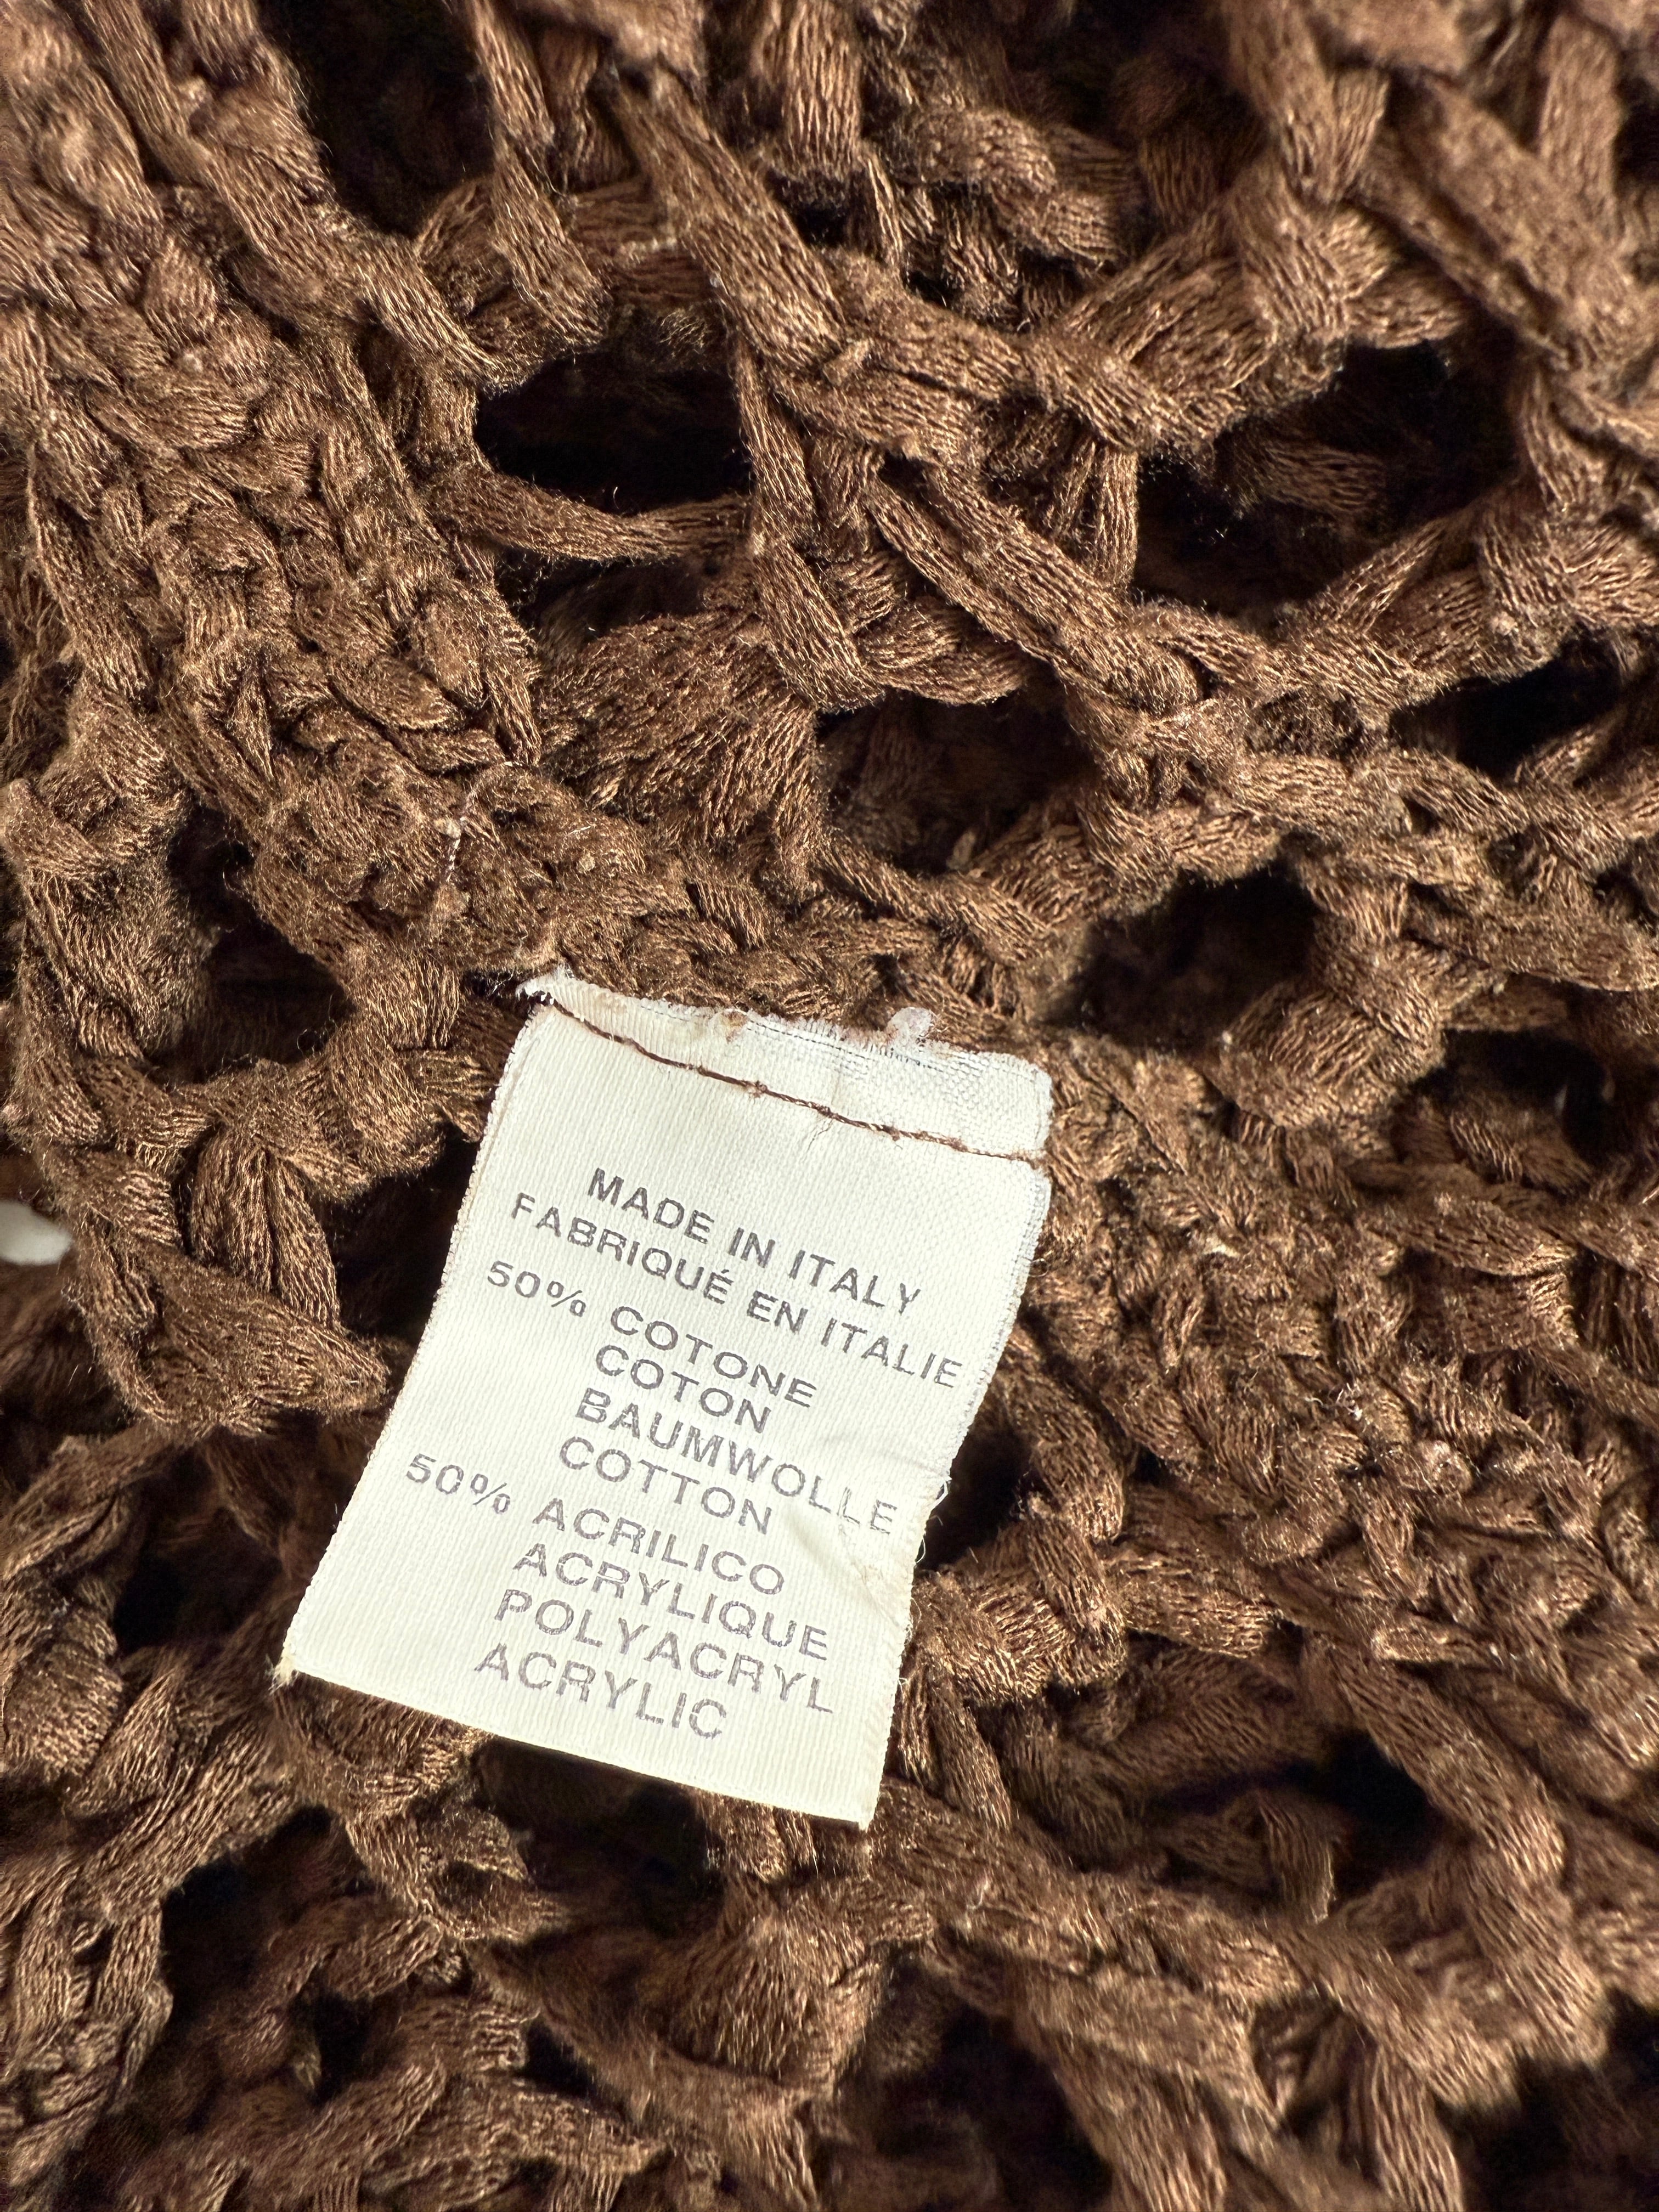 MADE IN ITALY
FABRIQUÉ EN ITALIE
50% COTONE
COTON
BAUMWOLLE
COTTON
50% ACRILICO
ACRYLIQUE
POLYACRYL
ACRYLIC